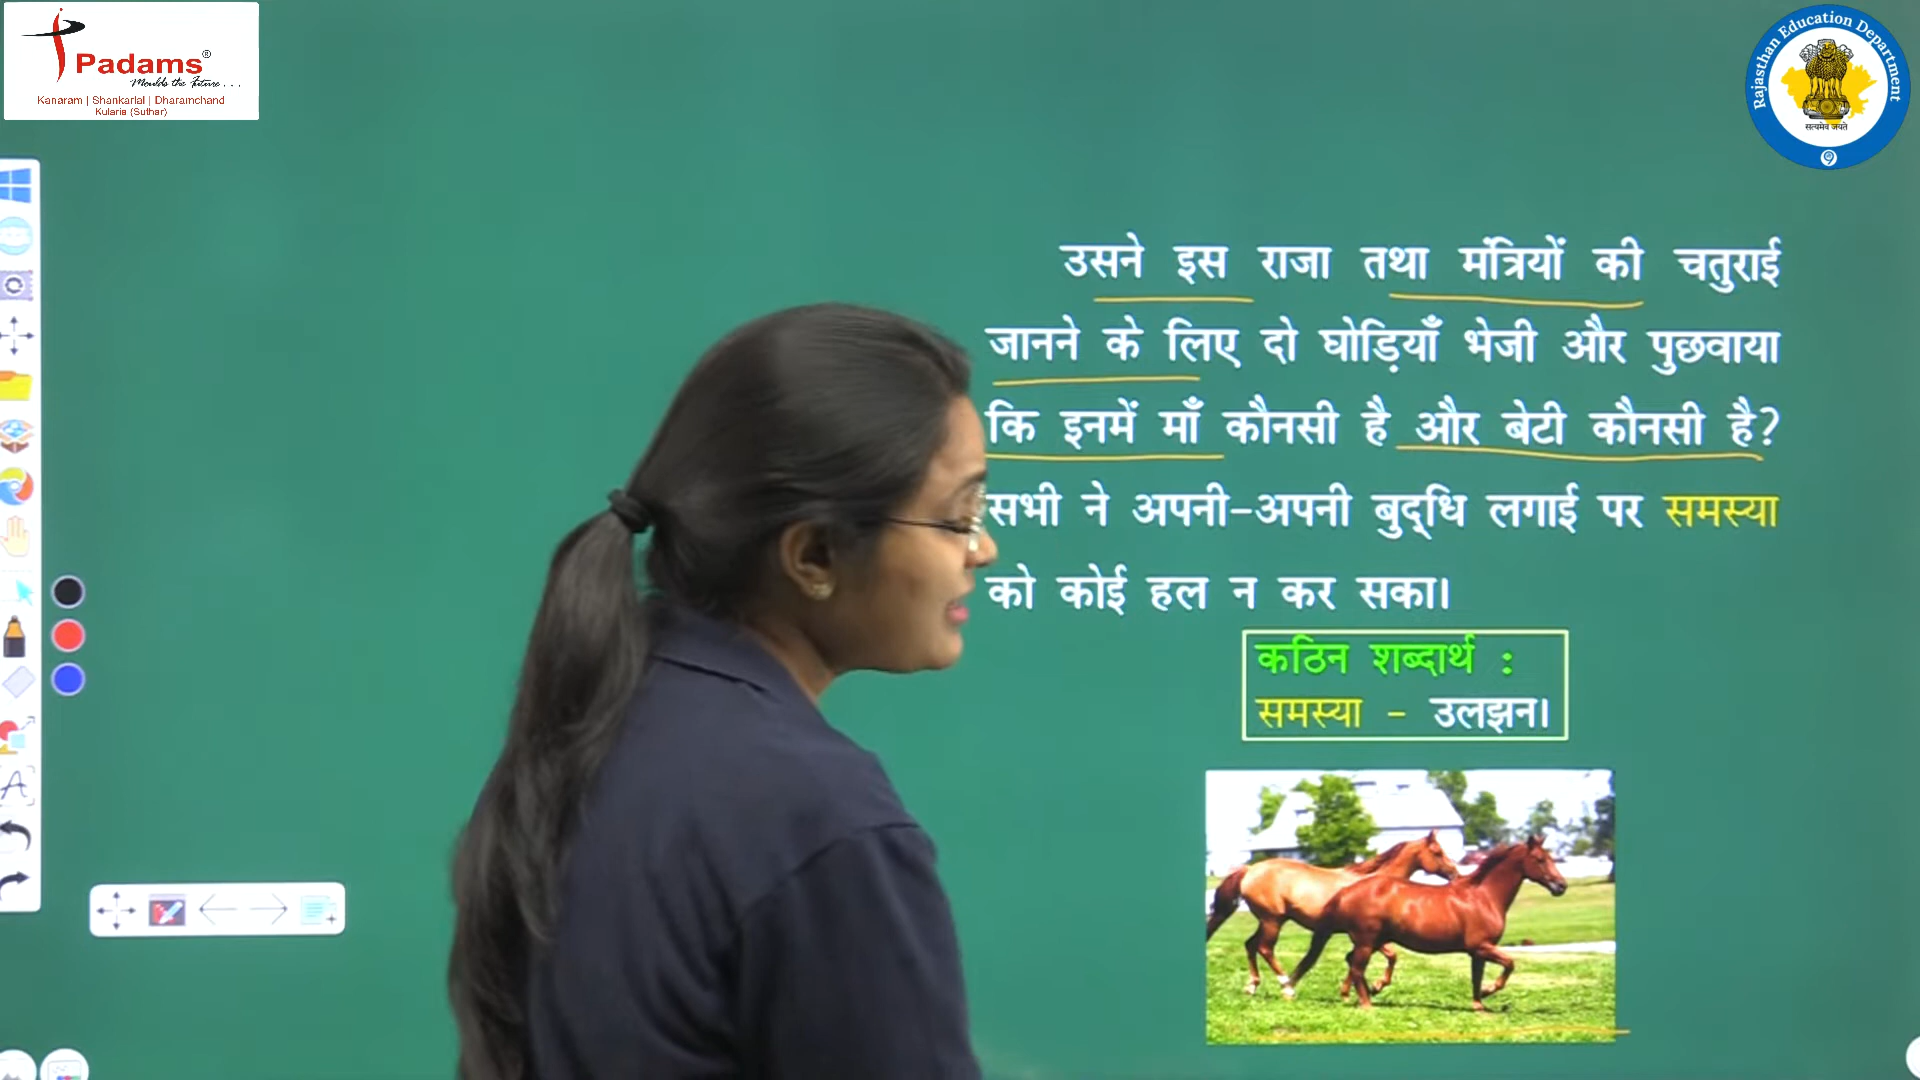 Padams®
Moulds the Future . . .
Kanaram | Shankarlal | Dharamchand
Kularia (Suthar)
Rajasthan Education Department
सत्यमेव जयते
उसने इस राजा तथा मंत्रियों की चतुराई
जानने के लिए दो घोड़ियाँ भेजी और पुछवाया
कि इनमें माँ कौनसी है और बेटी कौनसी है?
सभी ने अपनी-अपनी बुद्धि लगाई पर समस्या
को कोई हल न कर सका।
कठिन शब्दार्थ :
समस्या - उलझन।